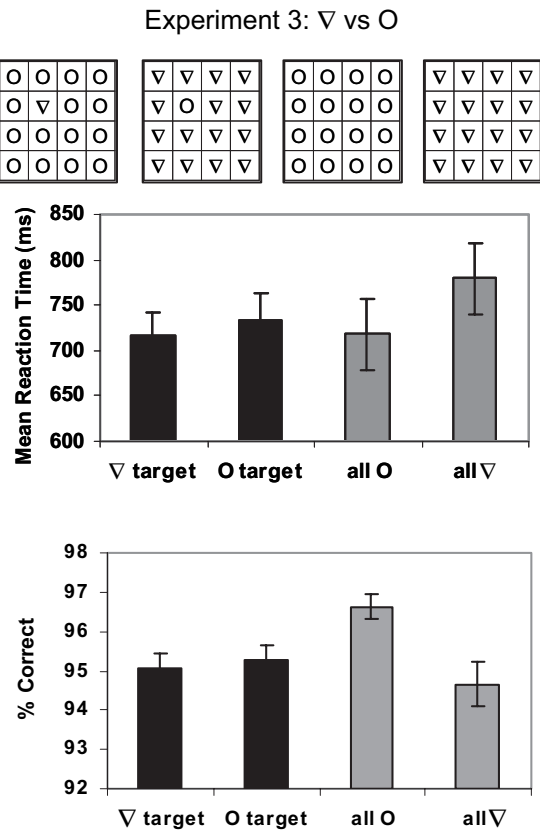 Experiment 3: ∇ vs O
O O O O ∇ ∇ ∇ ∇ O O O O ∇ ∇ ∇ ∇
O ∇ O O ∇ O ∇ ∇ O O O O ∇ ∇ ∇ ∇
O O O O ∇ ∇ ∇ ∇ O O O O ∇ ∇ ∇ ∇
O O O O ∇ ∇ ∇ ∇ O O O O ∇ ∇ ∇ ∇
Mean Reaction Time (ms)
850
800
750
700
650
600
∇ target O target all O all ∇
% Correct
98
97
96
95
94
93
92
∇ target O target all O all ∇